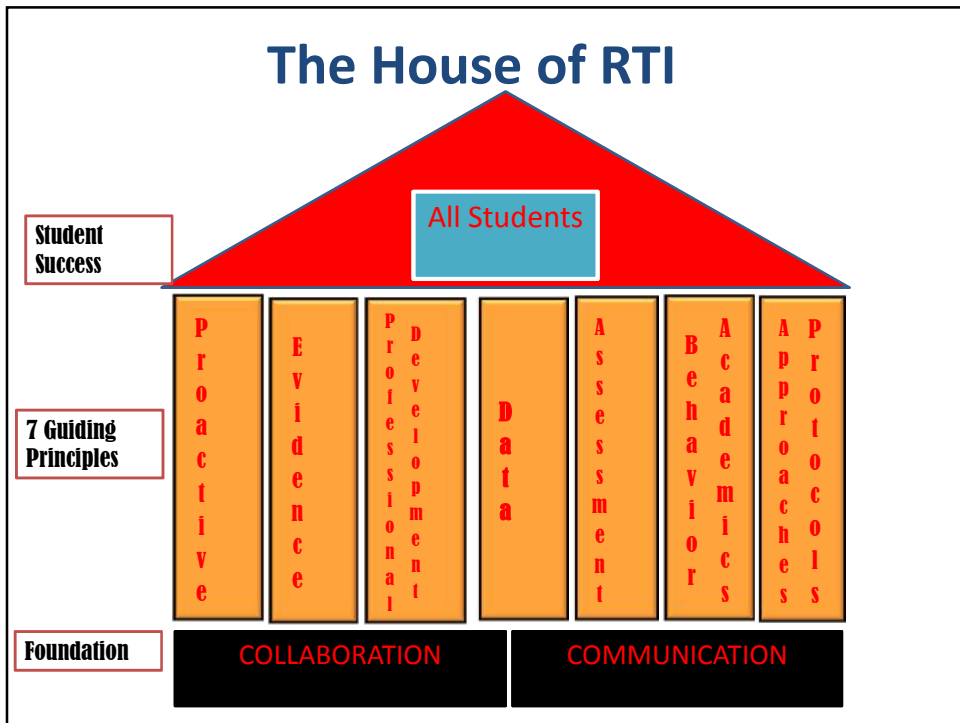 The House of RTI
All Students
Student
Success
7 Guiding
Principles
Proactive
Evidence
Professional
Development
Data
Assessment
Behavior
Academics
Approaches
Protocols
Foundation
COLLABORATION
COMMUNICATION